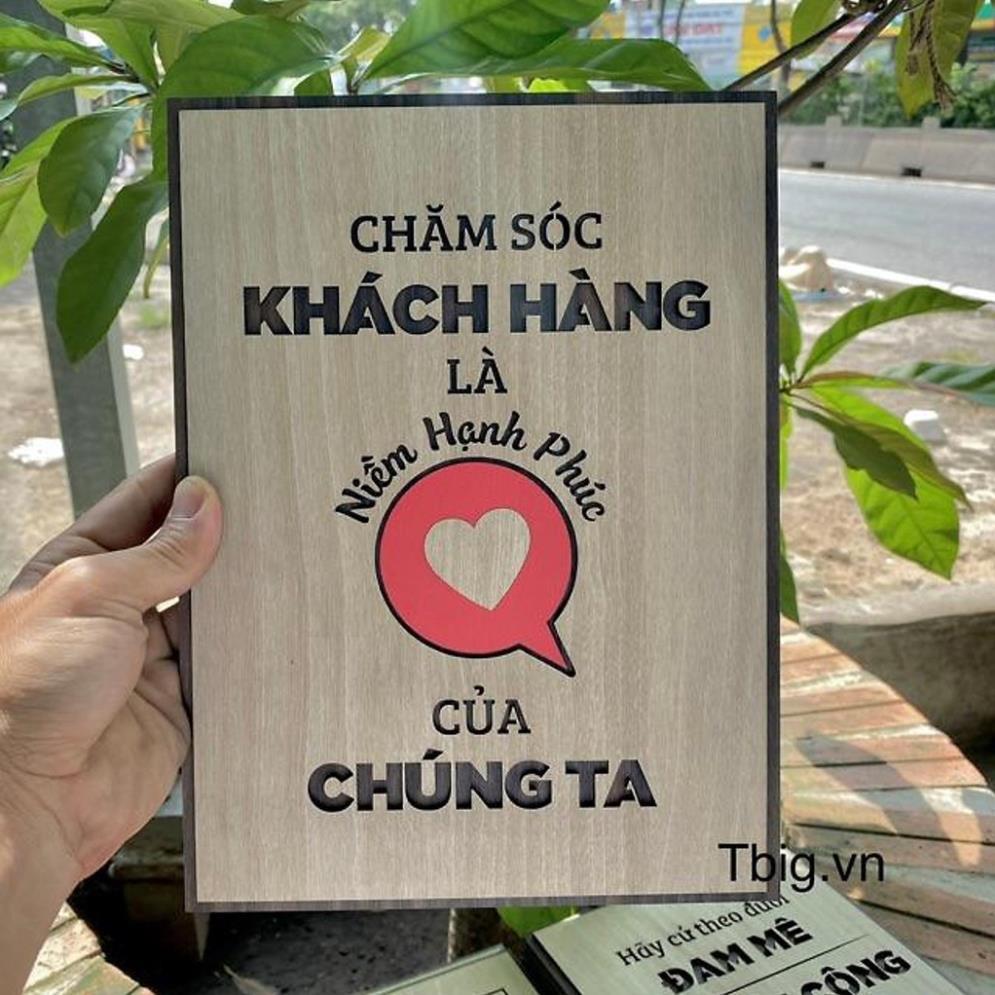 CHĂM SÓC
KHÁCH HÀNG
LÀ
Niềm Hạnh Phúc
CỦA
CHÚNG TA
Tbig.vn
Hãy cứ theo đuổi
ĐAM MÊ
CÔNG